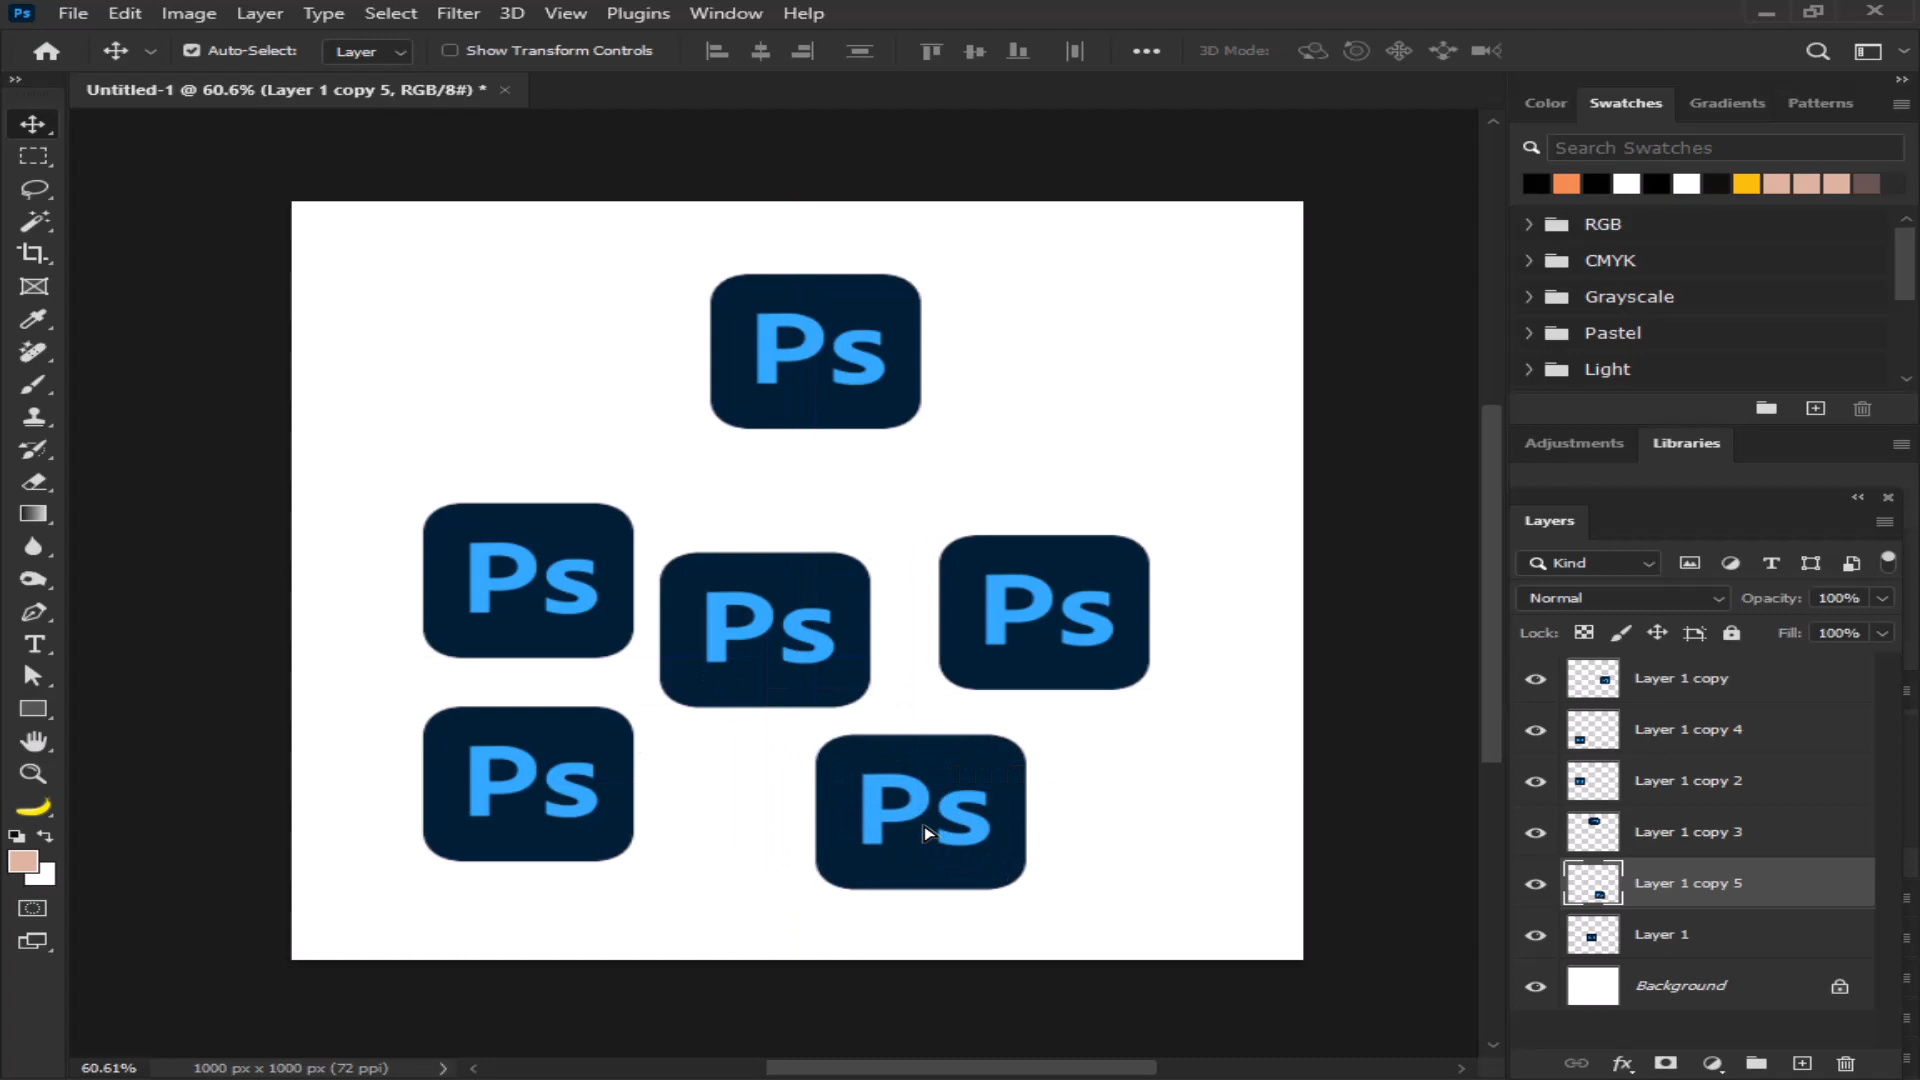 Ps File Edit Image Layer Type Select Filter 3D View Plugins Window Help
Auto-Select: Layer Show Transform Controls 3D Mode:
Untitled-1 @ 60.6% (Layer 1 copy 5, RGB/8#) *
Color Swatches Gradients Patterns
Search Swatches
RGB
CMYK
Grayscale
Pastel
Light
Adjustments Libraries
Layers
Kind
Normal Opacity: 100%
Lock: Fill: 100%
Layer 1 copy
Layer 1 copy 4
Layer 1 copy 2
Layer 1 copy 3
Layer 1 copy 5
Layer 1
Background
Ps
Ps
Ps
Ps
Ps
Ps
60.61% 1000 px x 1000 px (72 ppi)